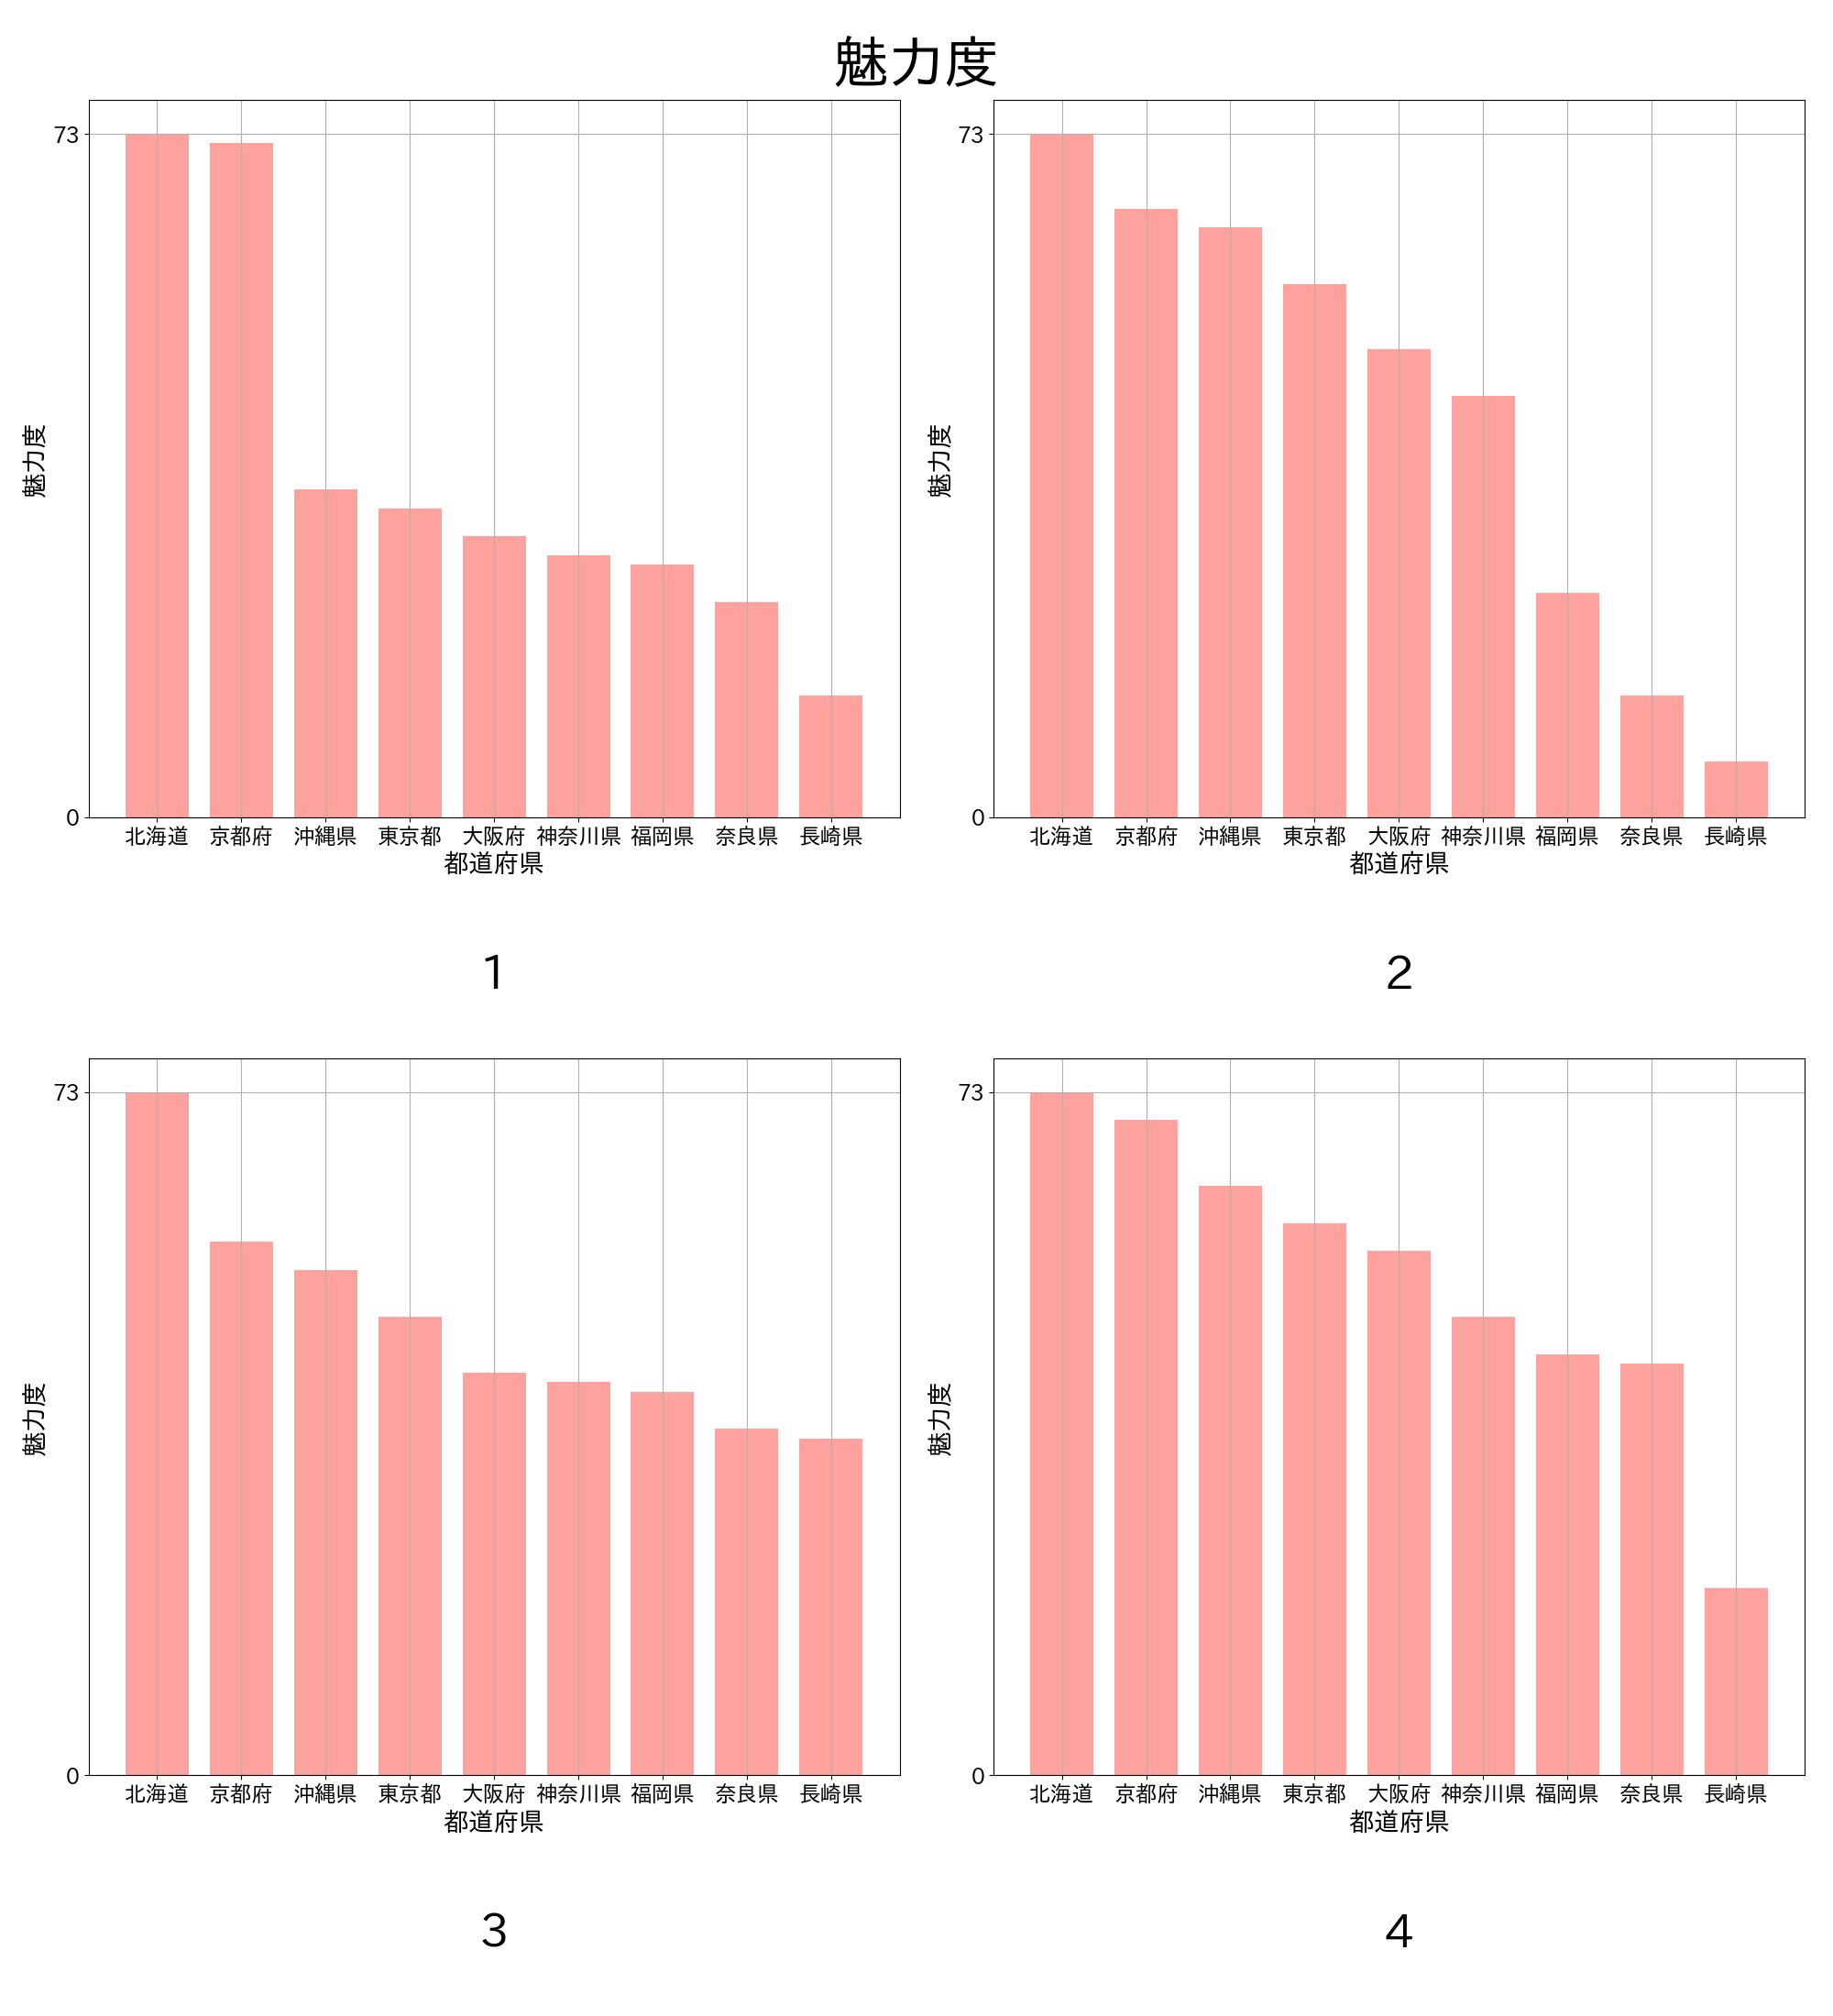 魅力度
73
0
魅力度
北海道 京都府 沖縄県 東京都 大阪府 神奈川県 福岡県 奈良県 長崎県
都道府県
1
73
0
魅力度
北海道 京都府 沖縄県 東京都 大阪府 神奈川県 福岡県 奈良県 長崎県
都道府県
2
73
0
魅力度
北海道 京都府 沖縄県 東京都 大阪府 神奈川県 福岡県 奈良県 長崎県
都道府県
3
73
0
魅力度
北海道 京都府 沖縄県 東京都 大阪府 神奈川県 福岡県 奈良県 長崎県
都道府県
4